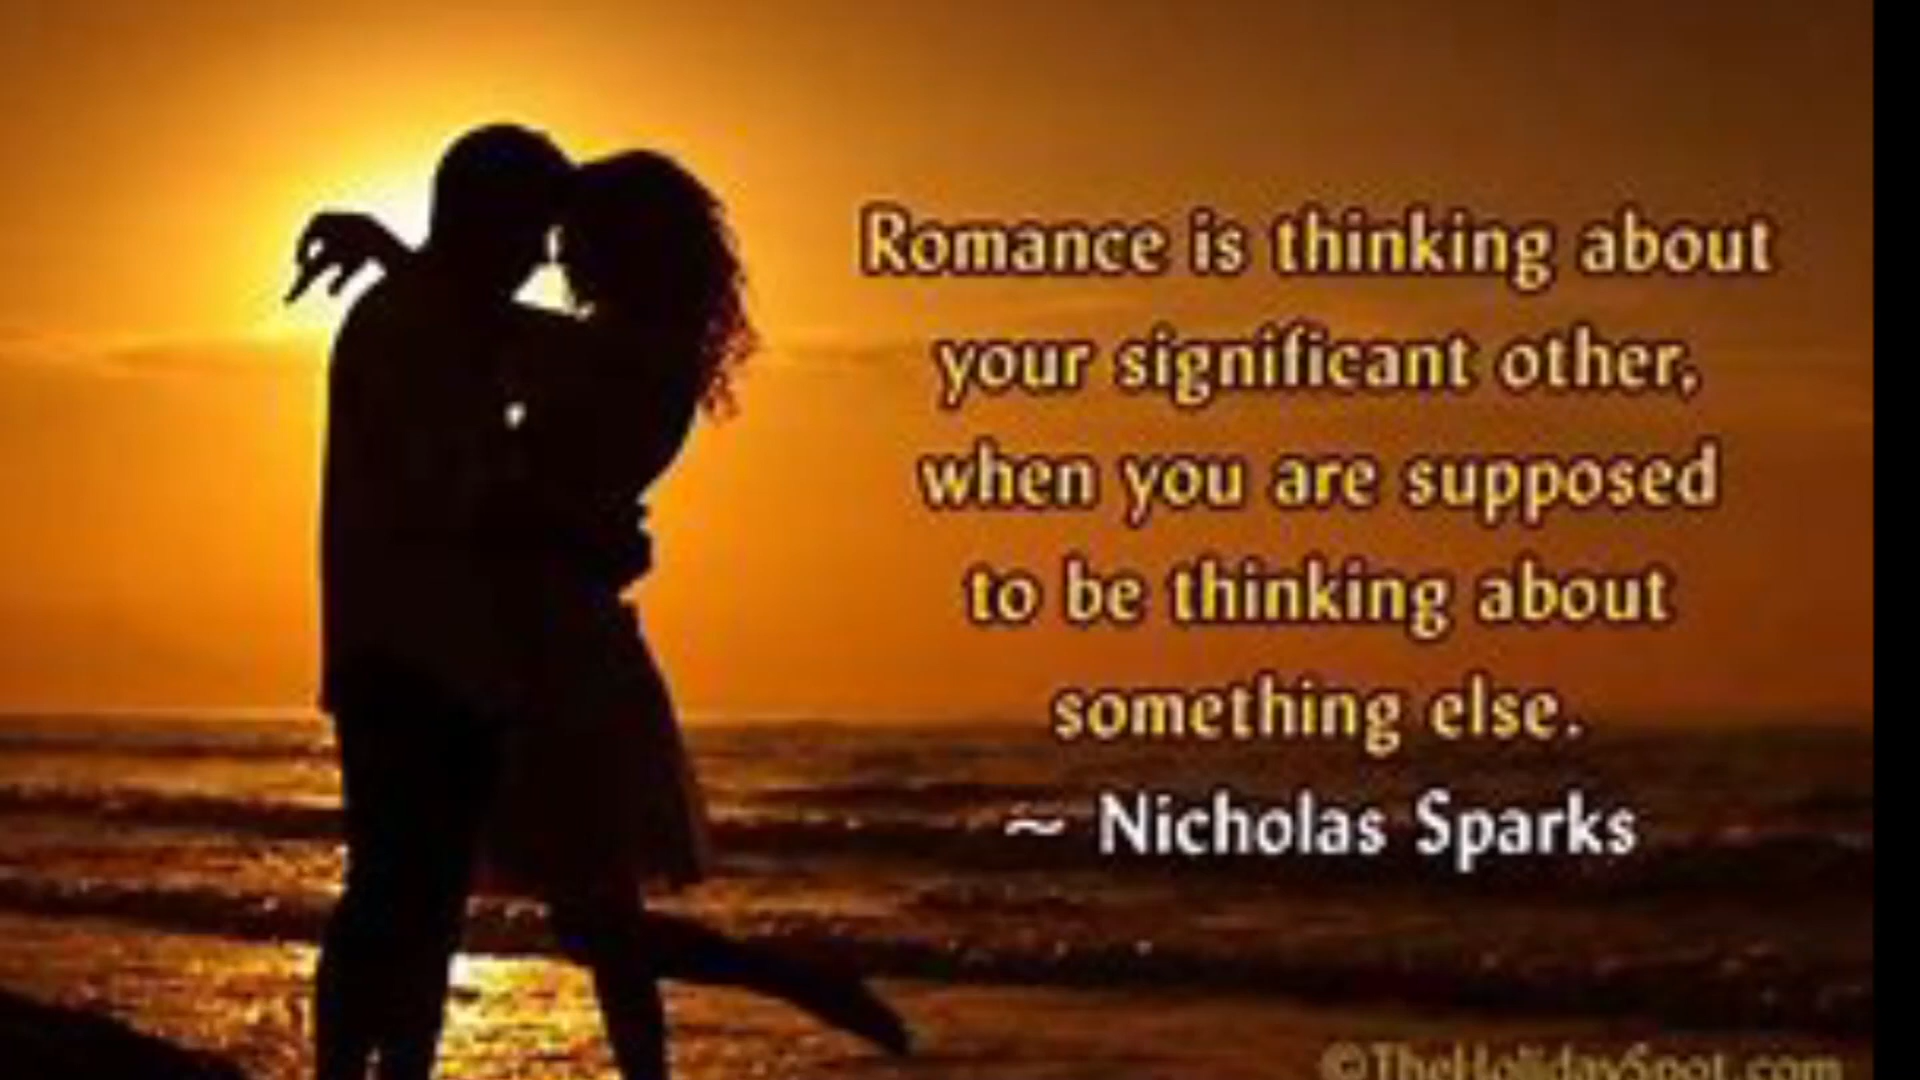 Romance is thinking about
your significant other,
when you are supposed
to be thinking about
something else.
~ Nicholas Sparks
©TheHolidaySpot.com